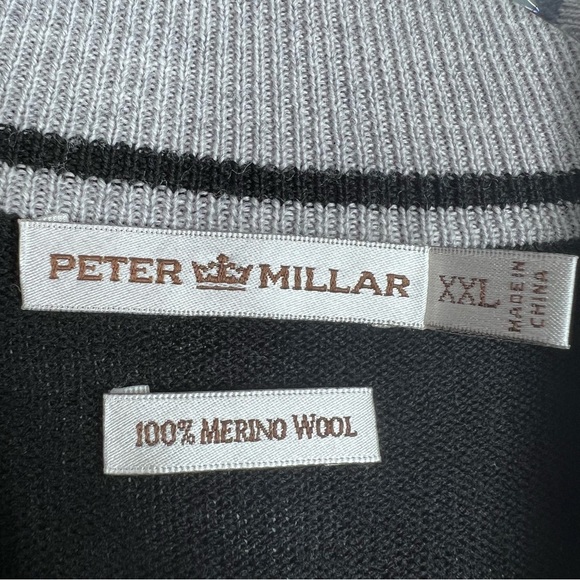 PETER MILLAR XXL MADE IN CHINA
100% MERINO WOOL